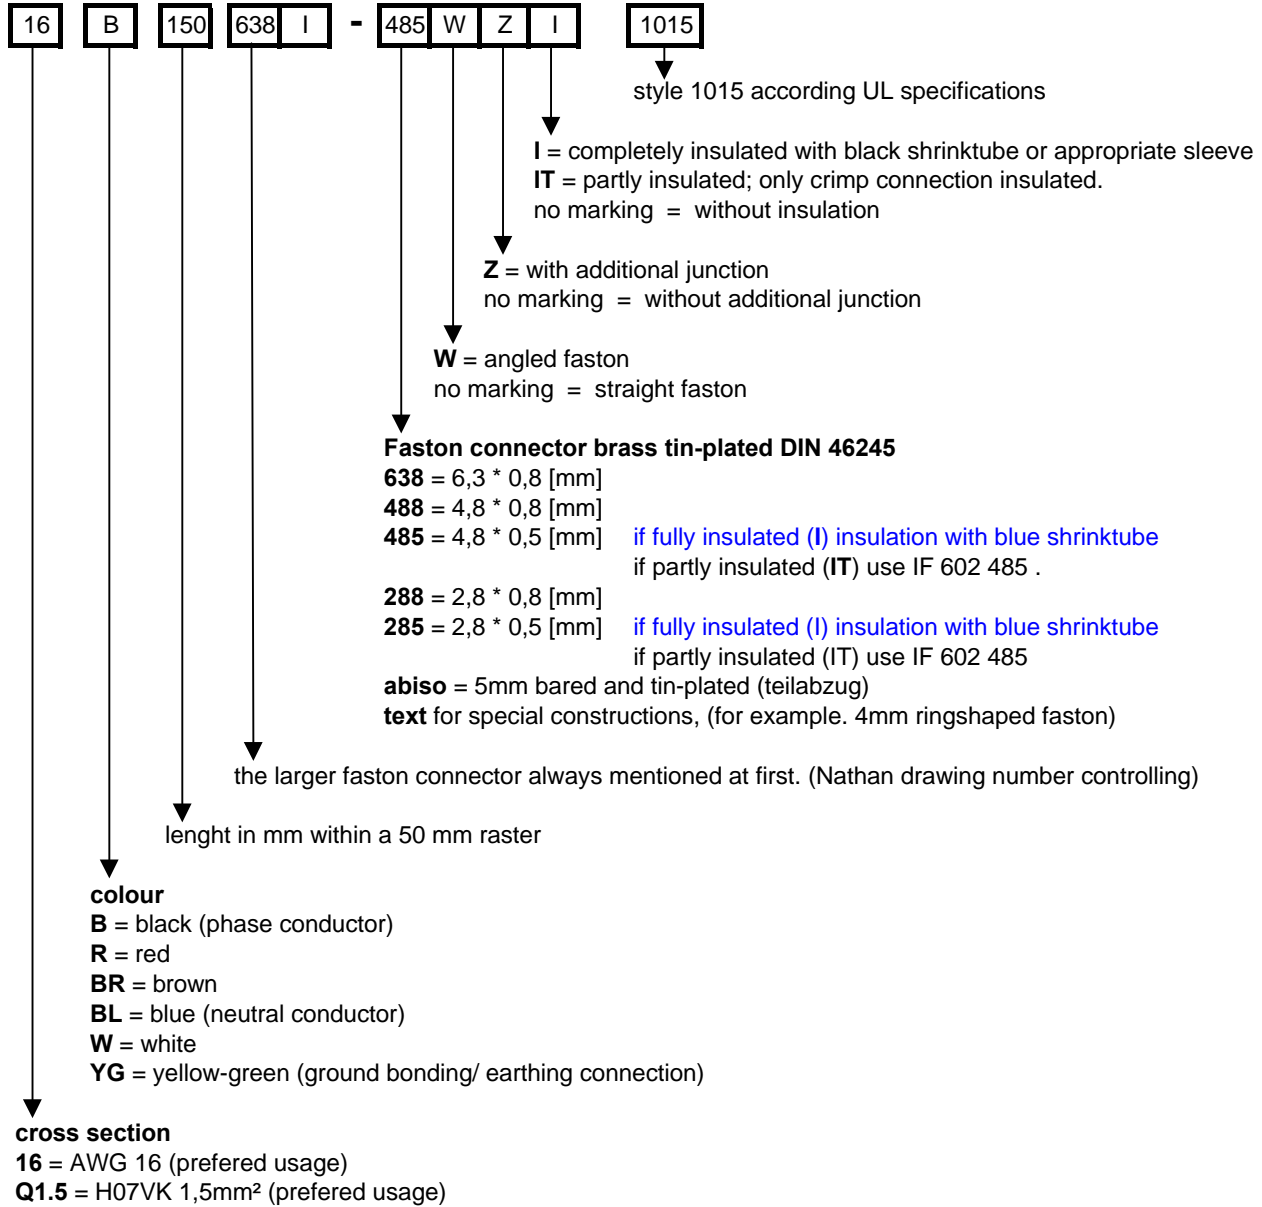 16 B 150 638 I - 485 W Z I 1015
style 1015 according UL specifications
I = completely insulated with black shrinktube or appropriate sleeve
IT = partly insulated; only crimp connection insulated.
no marking = without insulation
Z = with additional junction
no marking = without additional junction
W = angled faston
no marking = straight faston
Faston connector brass tin-plated DIN 46245
638 = 6,3 * 0,8 [mm]
488 = 4,8 * 0,8 [mm]
485 = 4,8 * 0,5 [mm] if fully insulated (I) insulation with blue shrinktube
if partly insulated (IT) use IF 602 485 .
288 = 2,8 * 0,8 [mm]
285 = 2,8 * 0,5 [mm] if fully insulated (I) insulation with blue shrinktube
if partly insulated (IT) use IF 602 485
abiso = 5mm bared and tin-plated (teilabzug)
text for special constructions, (for example. 4mm ringshaped faston)
the larger faston connector always mentioned at first. (Nathan drawing number controlling)
lenght in mm within a 50 mm raster
colour
B = black (phase conductor)
R = red
BR = brown
BL = blue (neutral conductor)
W = white
YG = yellow-green (ground bonding/ earthing connection)
cross section
16 = AWG 16 (prefered usage)
Q1.5 = H07VK 1,5mm² (prefered usage)